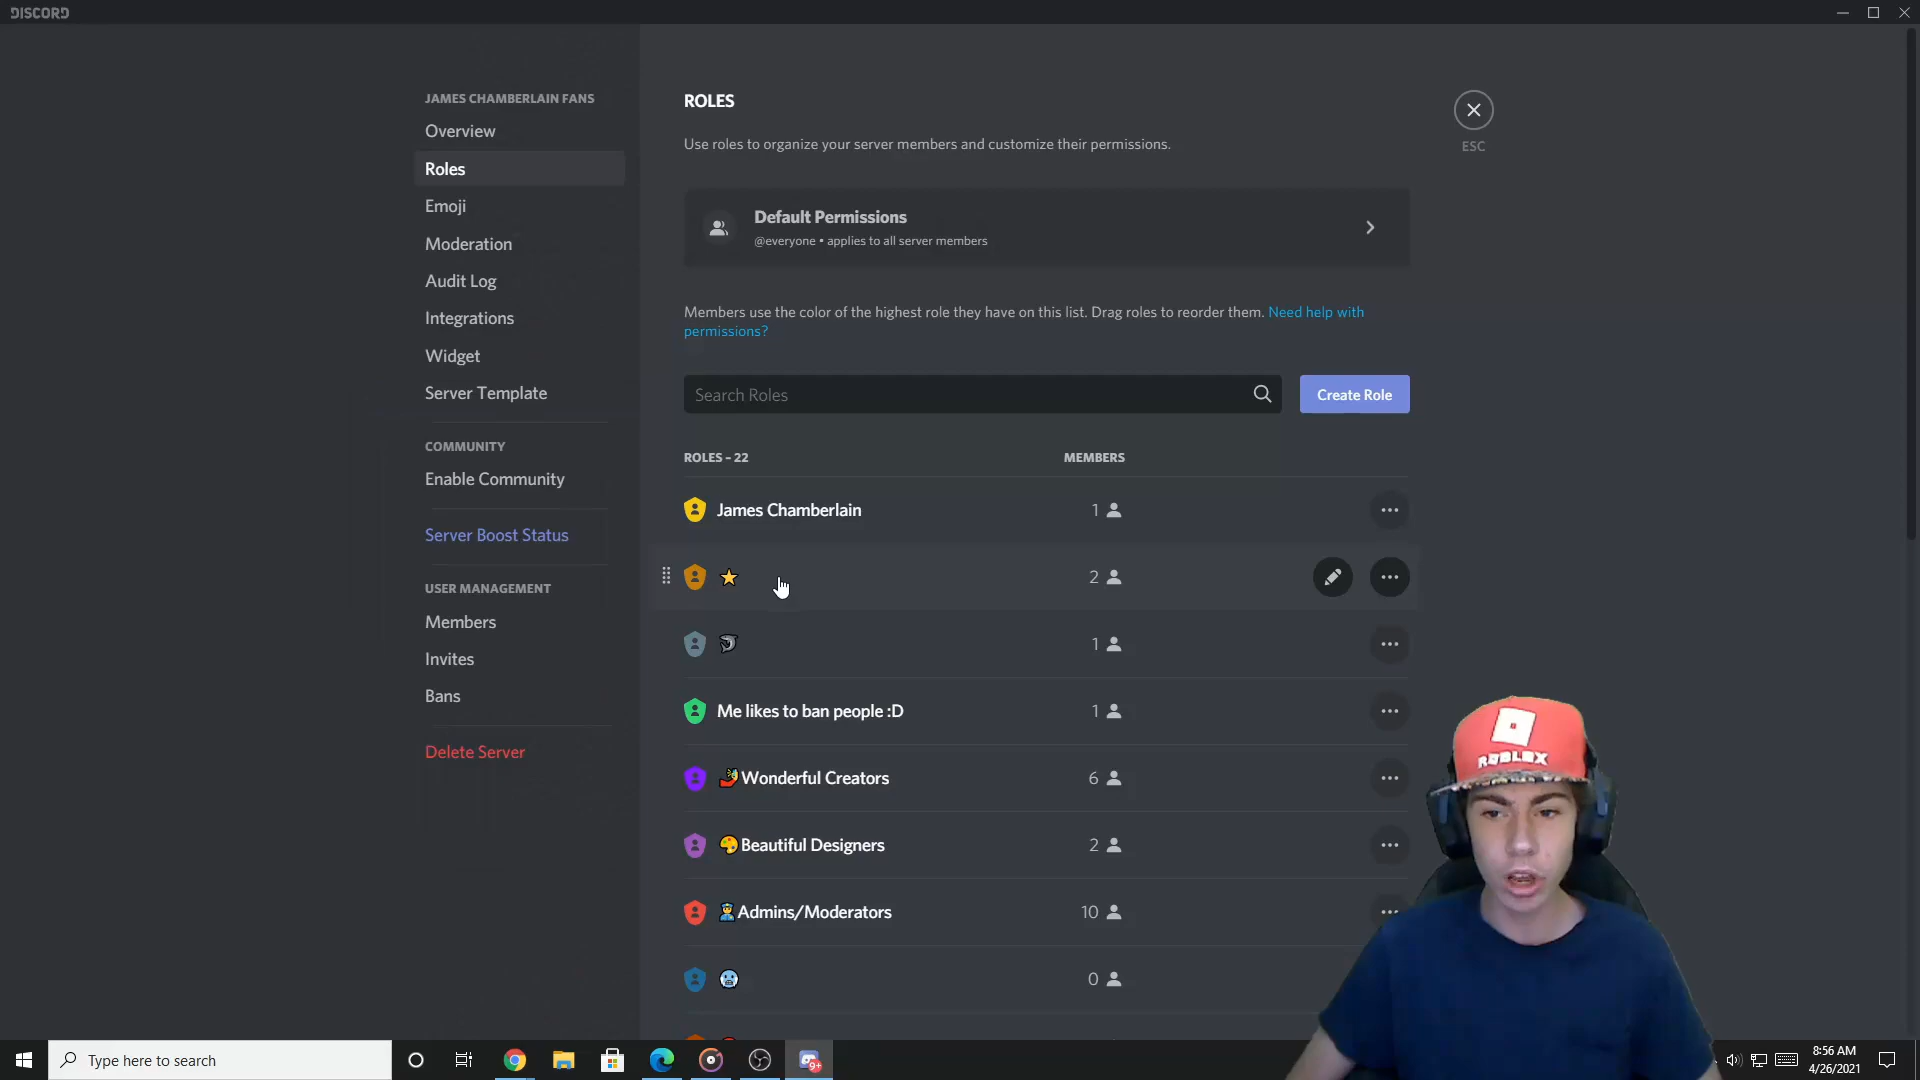 DISCORD
JAMES CHAMBERLAIN FANS
Overview
Roles
Emoji
Moderation
Audit Log
Integrations
Widget
Server Template
COMMUNITY
Enable Community
Server Boost Status
USER MANAGEMENT
Members
Invites
Bans
Delete Server
ROLES
Use roles to organize your server members and customize their permissions.
ESC
Default Permissions
@everyone • applies to all server members
Members use the color of the highest role they have on this list. Drag roles to reorder them. Need help with
permissions?
Search Roles
Create Role
ROLES – 22 MEMBERS
James Chamberlain 1
⭐ 2
1
Me likes to ban people :D 1
Wonderful Creators 6
🎨Beautiful Designers 2
👮Admins/Moderators 10
🥶 0
ROBLOX
Type here to search
9+
8:56 AM
4/26/2021